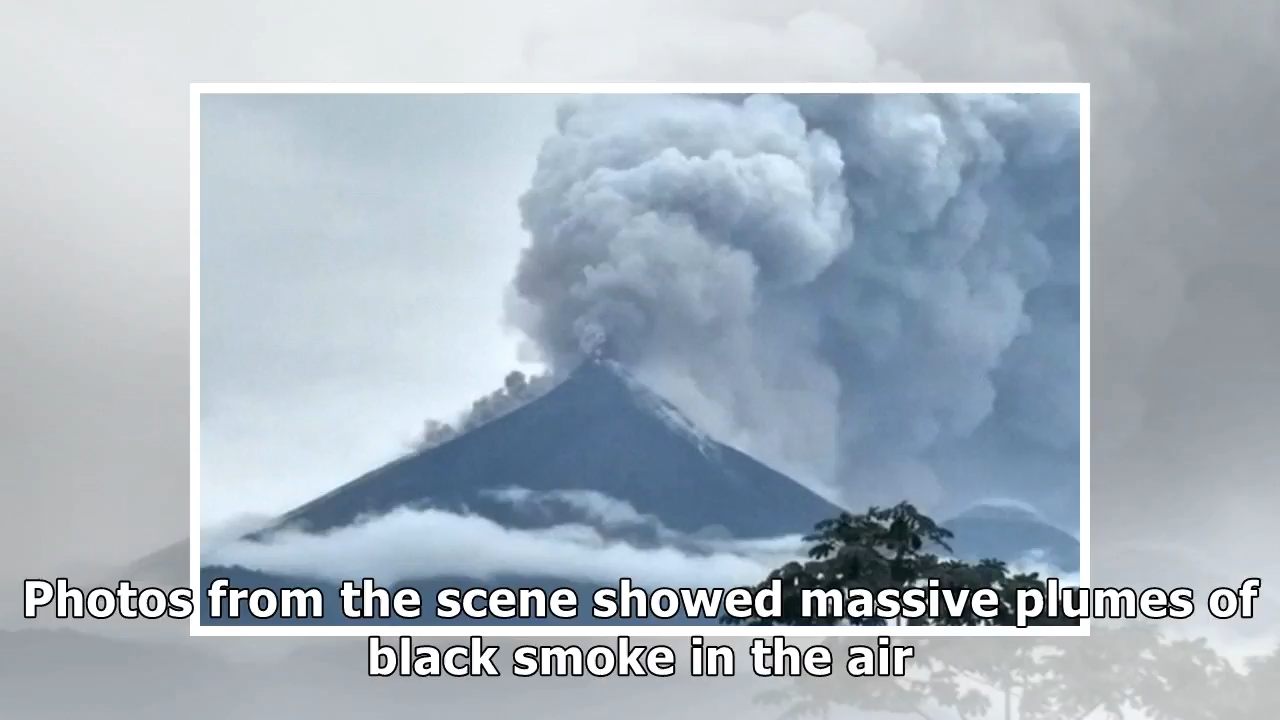 Photos from the scene showed massive plumes of
black smoke in the air